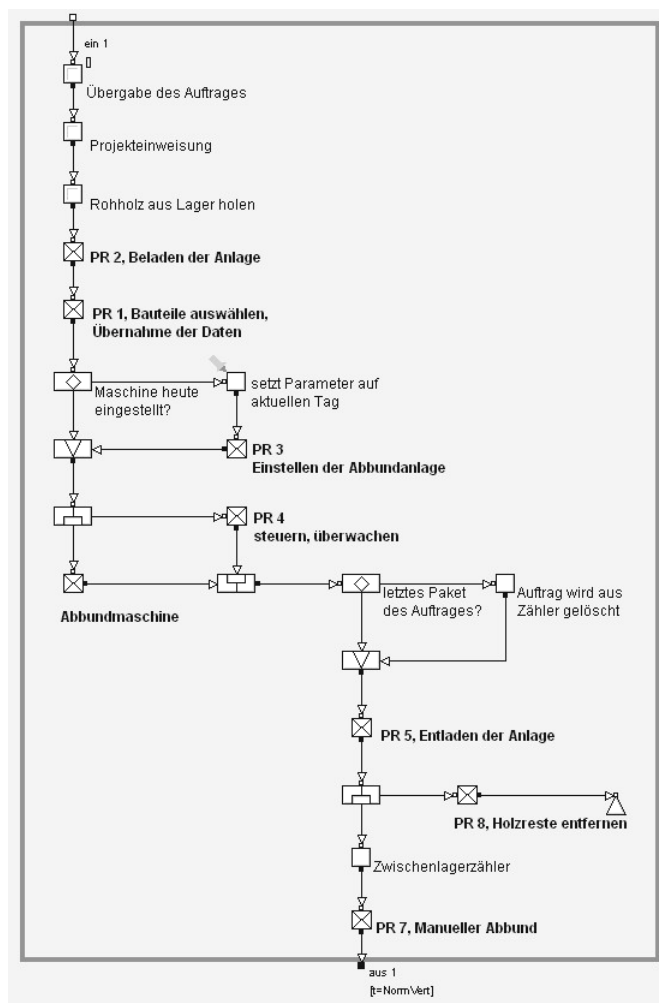 ein 1
Übergabe des Auftrages
Projekteinweisung
Rohholz aus Lager holen
PR 2, Beladen der Anlage
PR 1, Bauteile auswählen,
Übernahme der Daten
Maschine heute
eingestellt?
setzt Parameter auf
aktuellen Tag
PR 3
Einstellen der Abbundanlage
PR 4
steuern, überwachen
Abbundmaschine
letztes Paket
des Auftrages?
Auftrag wird aus
Zähler gelöscht
PR 5, Entladen der Anlage
PR 8, Holzreste entfernen
Zwischenlagerzähler
PR 7, Manueller Abbund
aus 1
[t=NormVert]